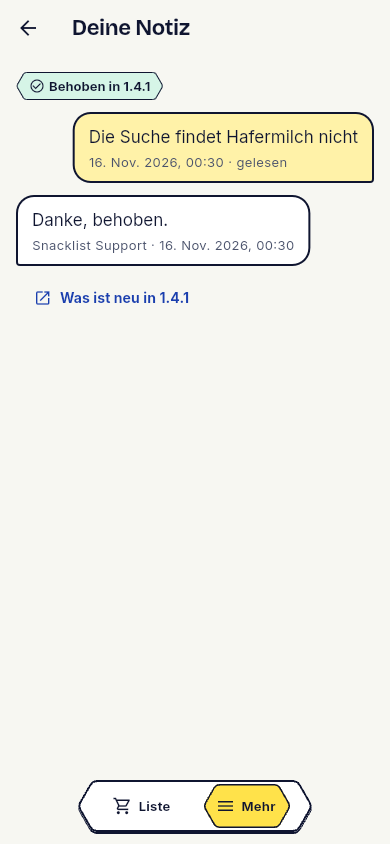 Deine Notiz
Behoben in 1.4.1
Die Suche findet Hafermilch nicht
16. Nov. 2026, 00:30 · gelesen
Danke, behoben.
Snacklist Support · 16. Nov. 2026, 00:30
Was ist neu in 1.4.1
Liste
Mehr